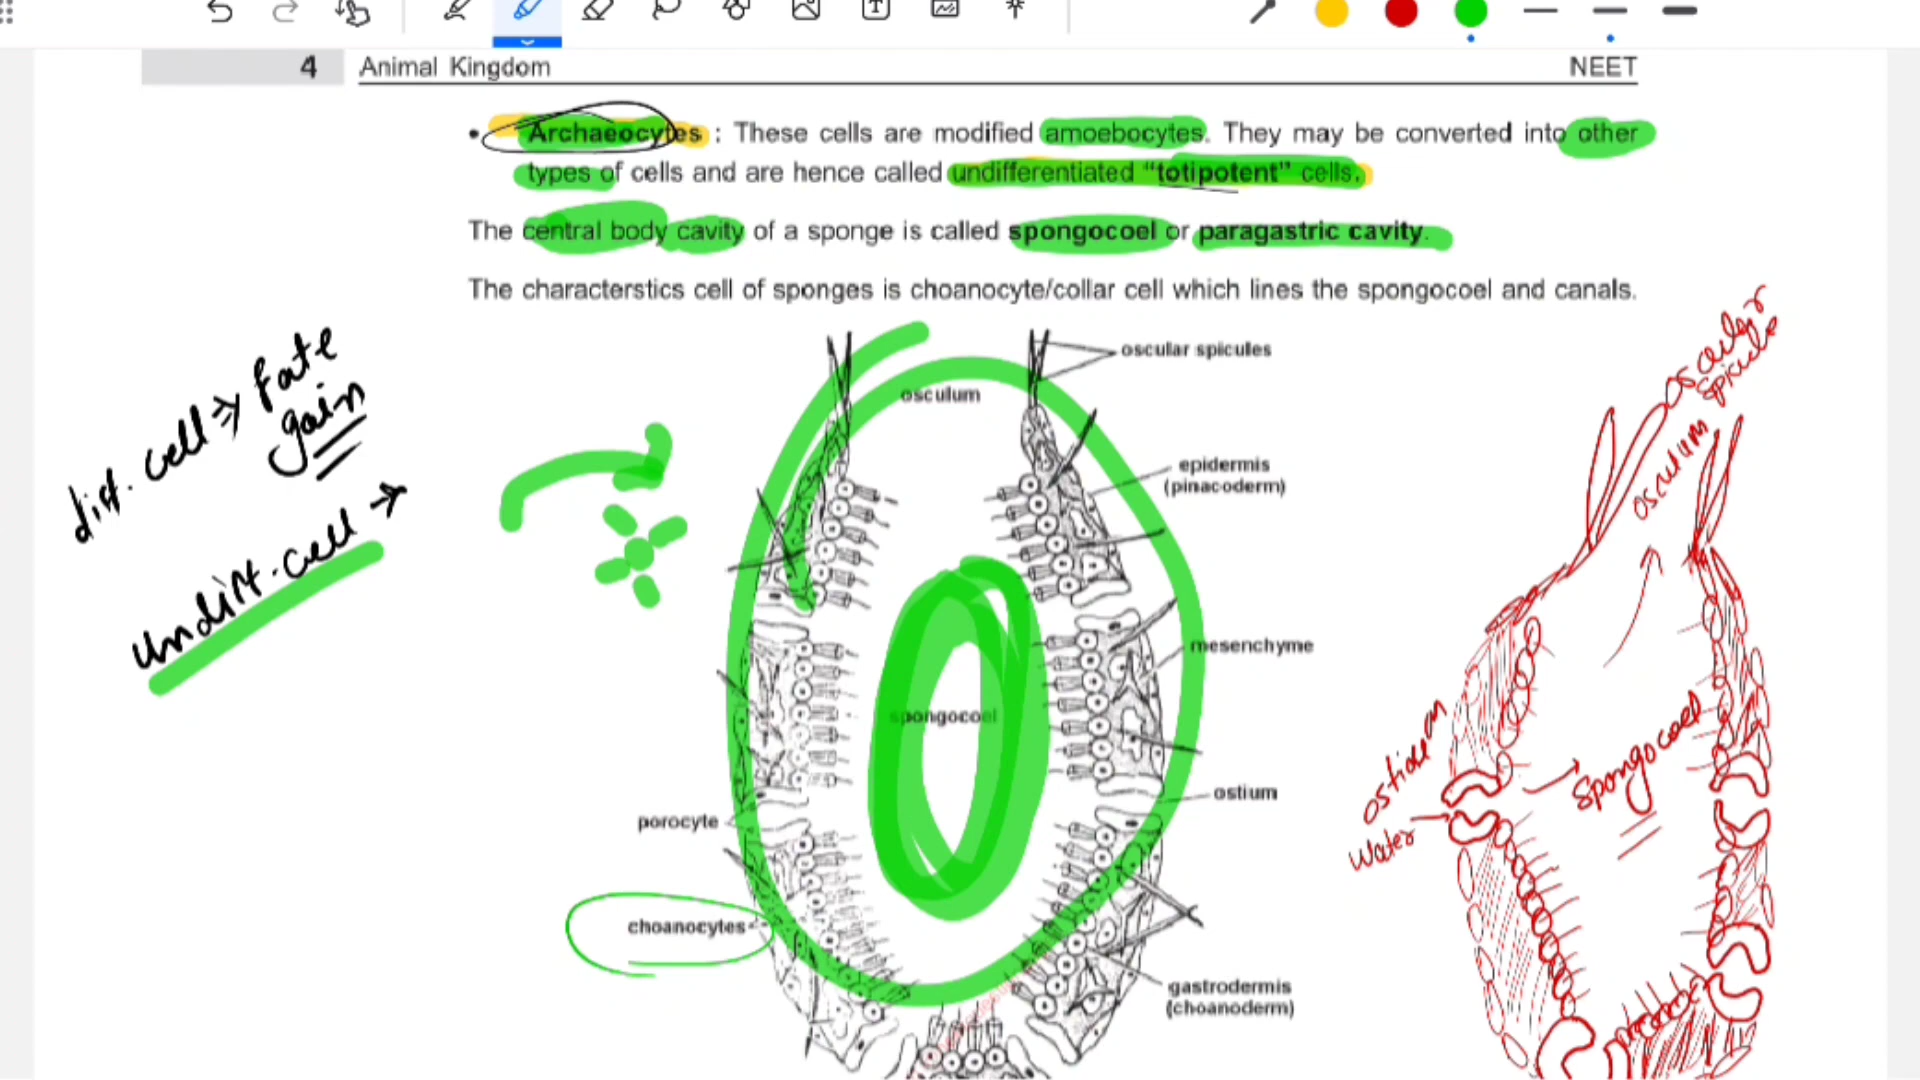 4 Animal Kingdom NEET
• Archaeocytes : These cells are modified amoebocytes. They may be converted into other
types of cells and are hence called undifferentiated “totipotent” cells.
The central body cavity of a sponge is called spongocoel or paragastric cavity.
The characterstics cell of sponges is choanocyte/collar cell which lines the spongocoel and canals.
oscular spicules
osculum
epidermis
(pinacoderm)
mesenchyme
spongocoel
ostium
porocyte
choanocytes
gastrodermis
(choanoderm)
diff. cell ⇒ fate
gain
undiff. cell →
Oscular
Spicule
osculum
Spongocoel
Water